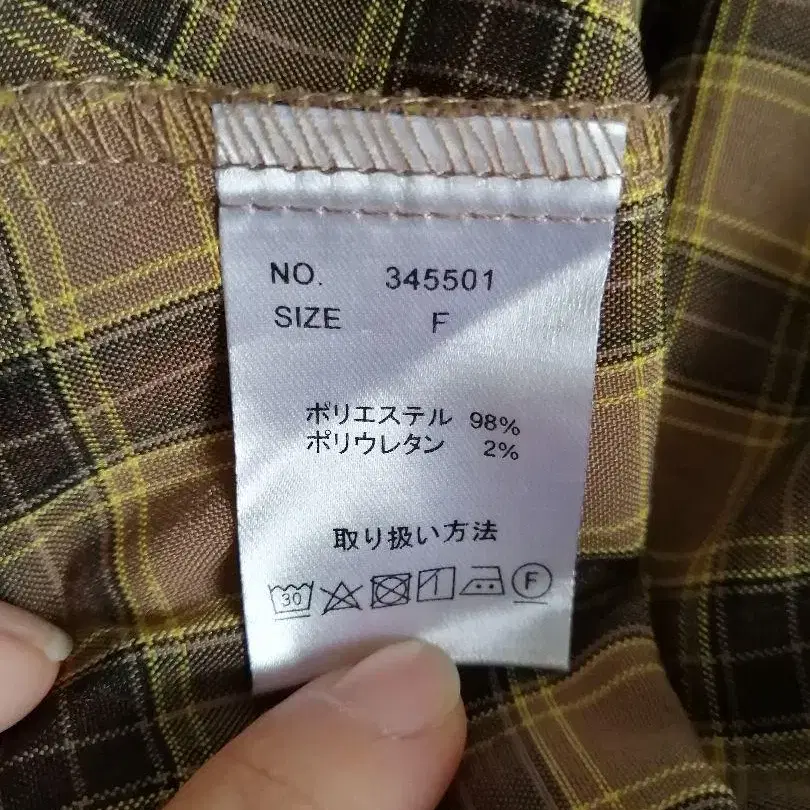 NO. 345501
SIZE F
ポリエステル 98%
ポリウレタン 2%
取り扱い方法
30 F